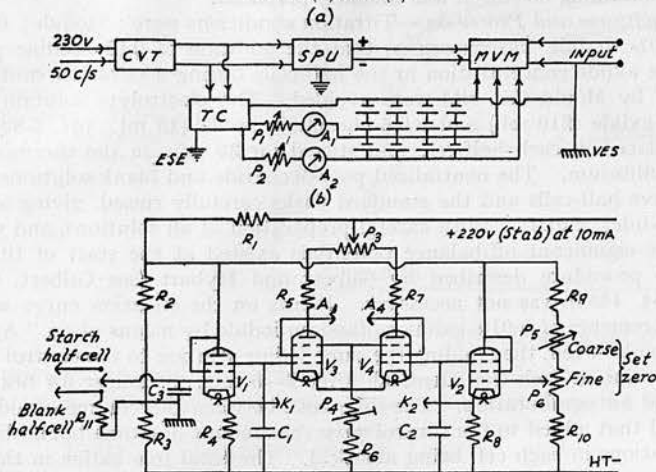 (a)
230V
50 c/s
CVT
SPU
+
-
MVM
Input
TC
ESE
P1
A1
P2
A2
VES
(b)
R1
P3
+220V (Stab) at 10ma.
R2
R5
A3
A4
R7
R9
P5
Coarse
Starch
half cell
Blank
half cell
C3
V1
V3
V4
V2
Fine
P6
Set
zero
K1
P4
K2
R3
R4
C1
R6
C2
R8
R10
H.T.-